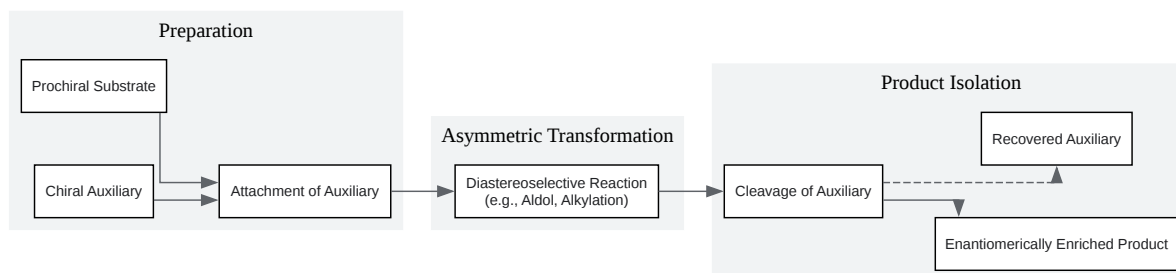 Preparation
Prochiral Substrate
Chiral Auxiliary
Attachment of Auxiliary
Asymmetric Transformation
Diastereoselective Reaction
(e.g., Aldol, Alkylation)
Product Isolation
Cleavage of Auxiliary
Recovered Auxiliary
Enantiomerically Enriched Product